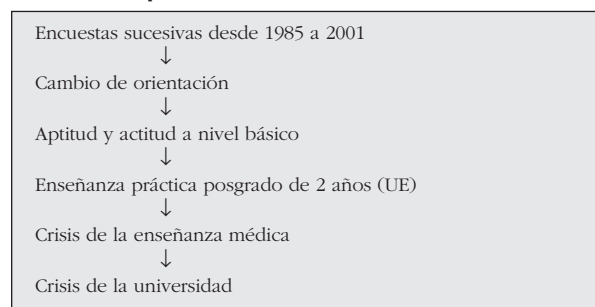 Encuestas sucesivas desde 1985 a 2001
↓
Cambio de orientación
↓
Aptitud y actitud a nivel básico
↓
Enseñanza práctica posgrado de 2 años (UE)
↓
Crisis de la enseñanza médica
↓
Crisis de la universidad